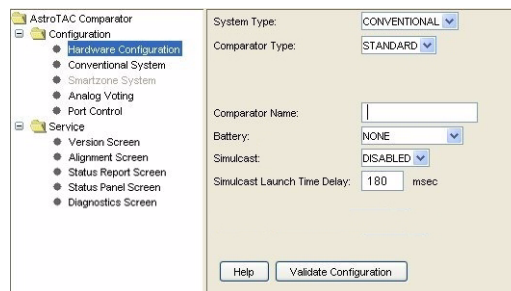 AstroTAC Comparator
Configuration
Hardware Configuration
Conventional System
Smartzone System
Analog Voting
Port Control
Service
Version Screen
Alignment Screen
Status Report Screen
Status Panel Screen
Diagnostics Screen
System Type: CONVENTIONAL
Comparator Type: STANDARD
Comparator Name:
Battery: NONE
Simulcast: DISABLED
Simulcast Launch Time Delay: 180 msec
Help Validate Configuration